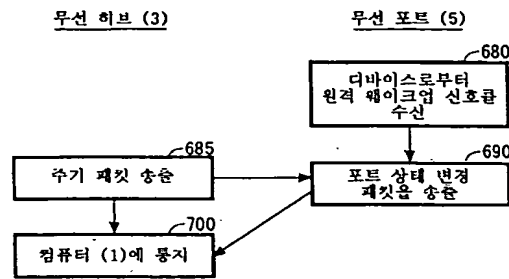 무선 허브 (3)
무선 포트 (5)
680
디바이스로부터
원격 웨이크업 신호를
수신
685
주기 패킷 송출
690
포트 상태 변경
패킷을 송출
700
컴퓨터 (1)에 통지